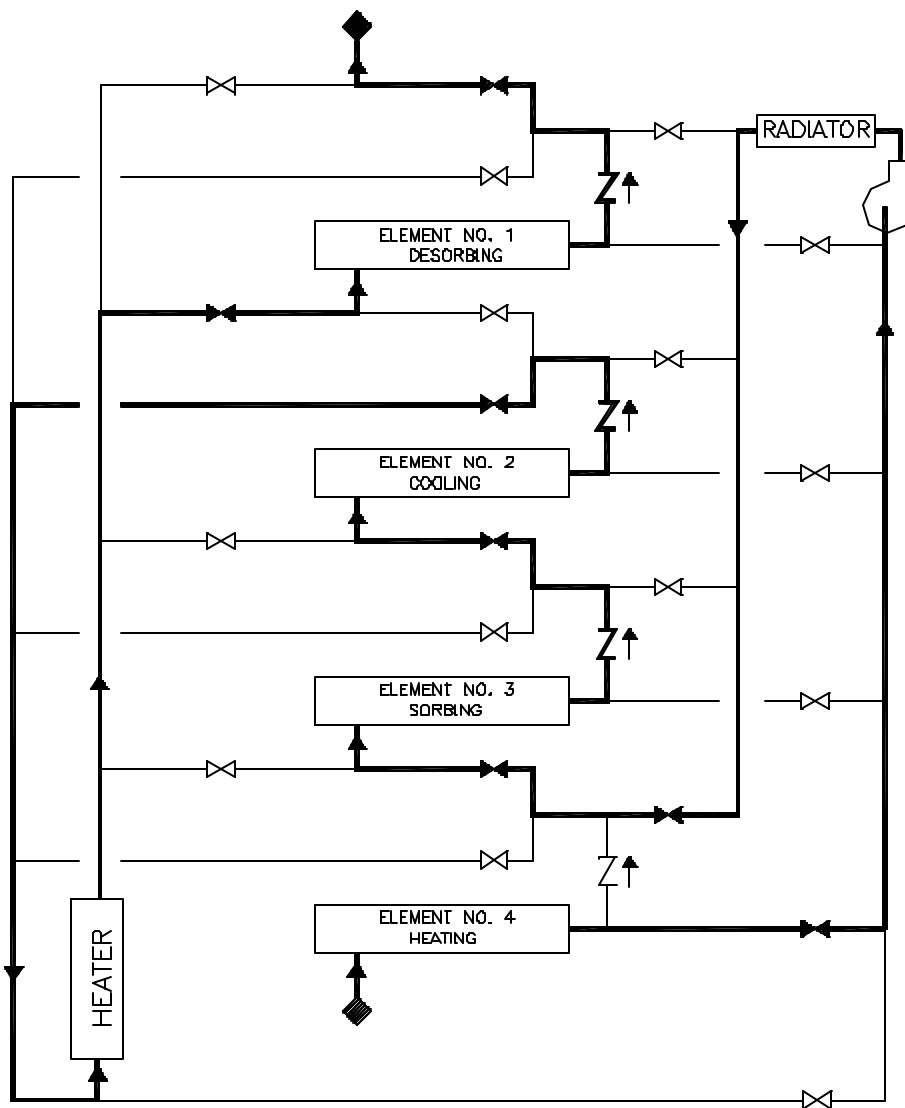 RADIATOR
ELEMENT NO. 1
DESORBING
ELEMENT NO. 2
COOLING
ELEMENT NO. 3
SORBING
ELEMENT NO. 4
HEATING
HEATER